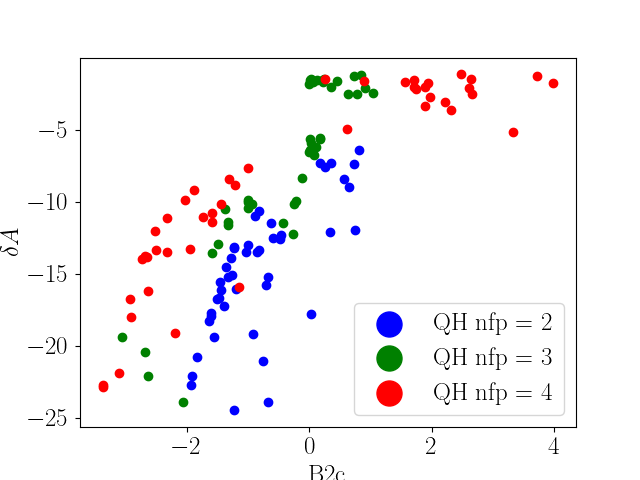 −5
−10
−15
−20
−25
δA
−2
0
2
4
B2c
QH nfp = 2
QH nfp = 3
QH nfp = 4